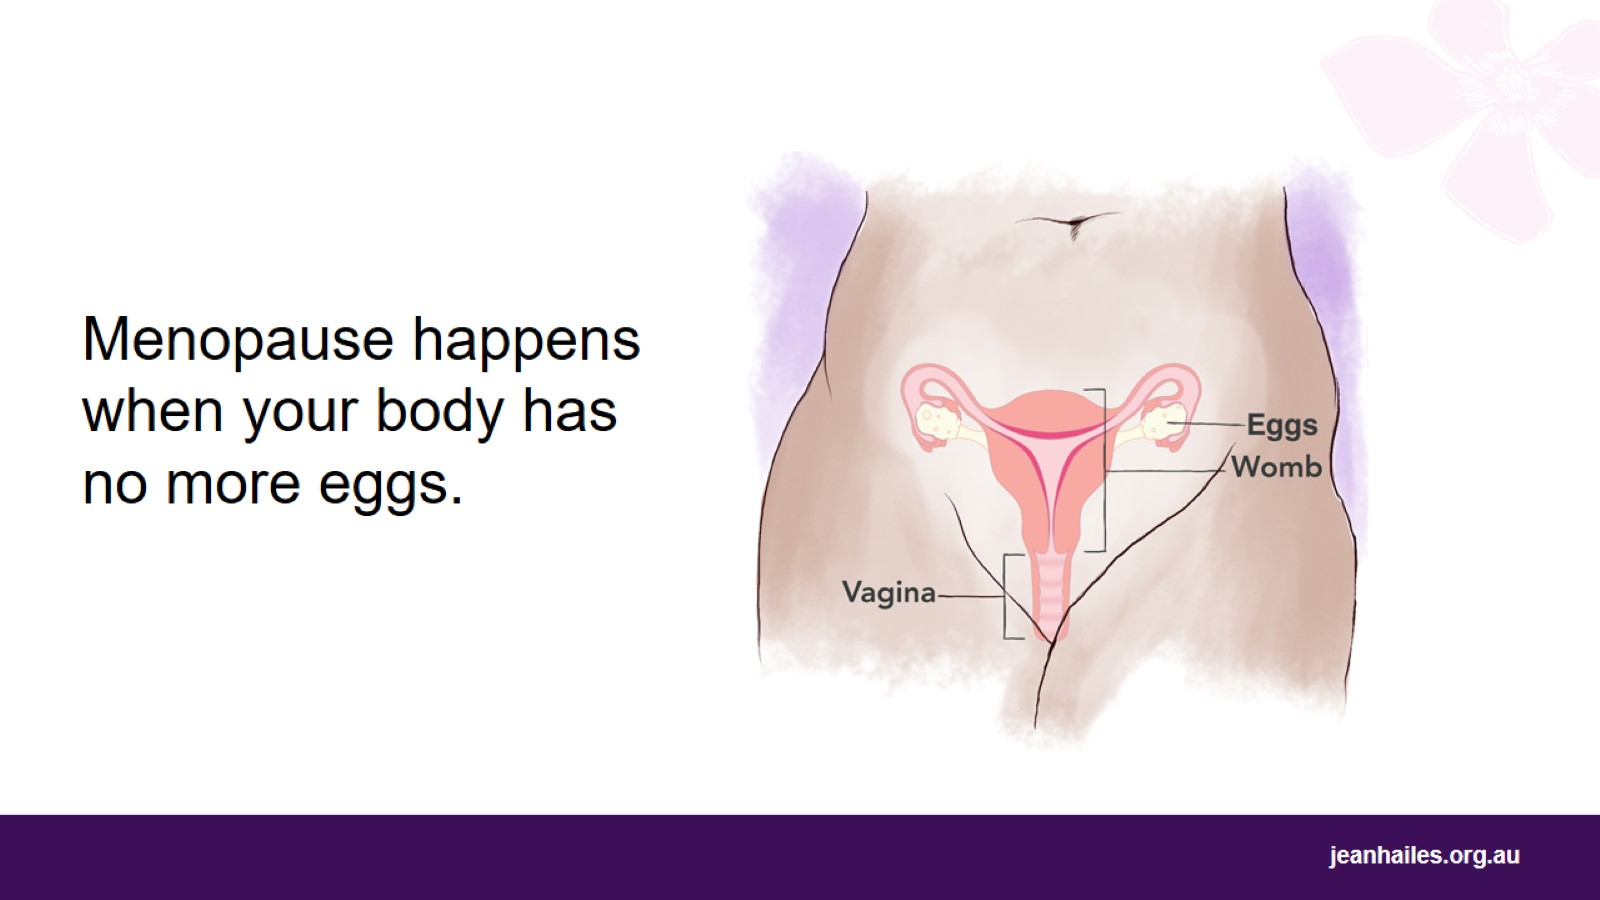 Menopause happens
when your body has
no more eggs.
Eggs
Womb
Vagina
jeanhailes.org.au